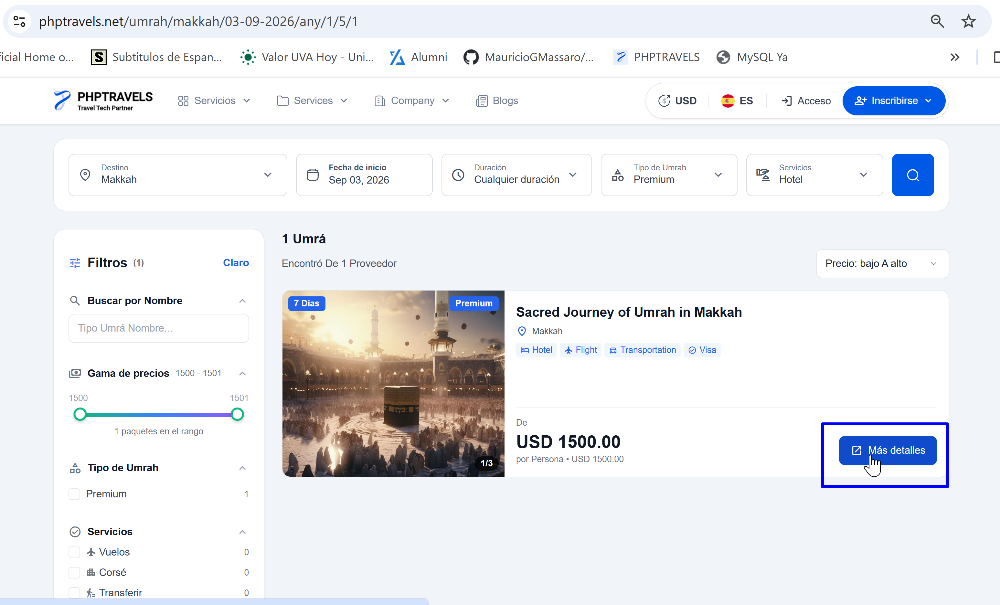 phptravels.net/umrah/makkah/03-09-2026/any/1/5/1
ficial Home o...
S Subtitulos de Espan...
Valor UVA Hoy - Uni...
Alumni
MauricioGMassaro/...
PHPTRAVELS
MySQL Ya
PHPTRAVELS
Travel Tech Partner
Servicios
Services
Company
Blogs
USD
ES
Acceso
Inscribirse
Destino
Makkah
Fecha de inicio
Sep 03, 2026
Duración
Cualquier duración
Tipo de Umrah
Premium
Servicios
Hotel
Filtros (1)
Claro
Buscar por Nombre
Tipo Umrá Nombre...
Gama de precios 1500 - 1501
1500
1501
1 paquetes en el rango
Tipo de Umrah
Premium 1
Servicios
Vuelos 0
Corsé 0
Transferir 0
1 Umrá
Encontró De 1 Proveedor
Precio: bajo A alto
7 Días
Premium
1/3
Sacred Journey of Umrah in Makkah
Makkah
Hotel
Flight
Transportation
Visa
De
USD 1500.00
por Persona • USD 1500.00
Más detalles